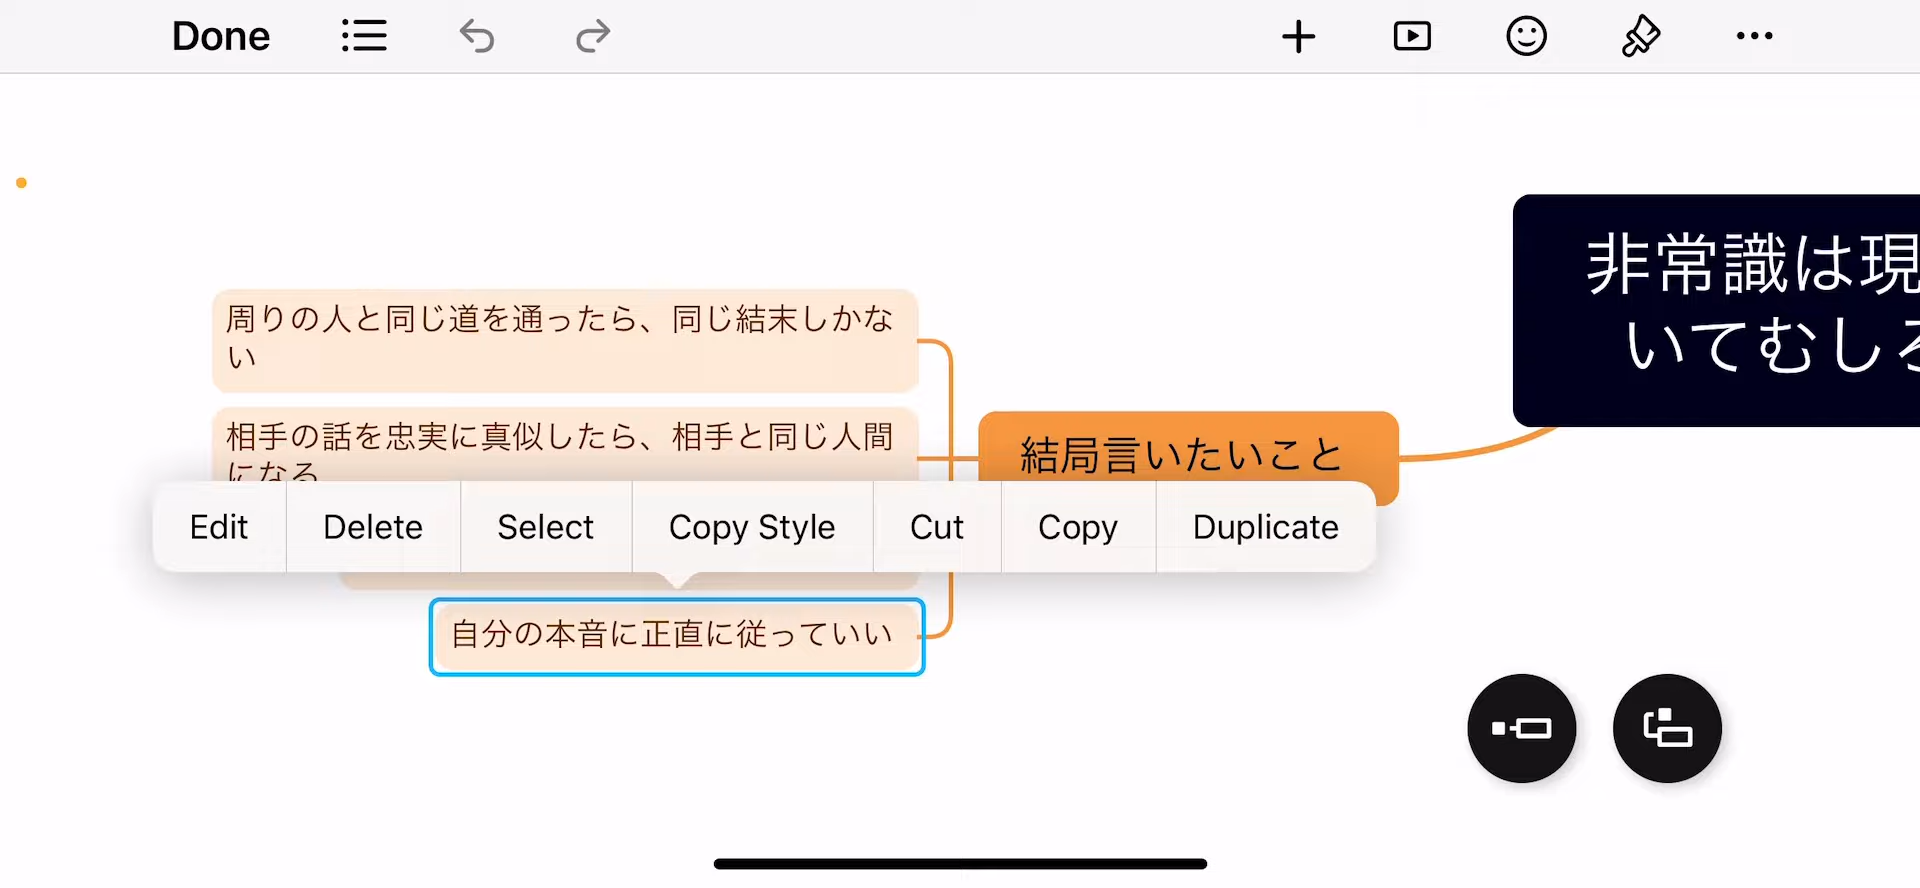 Done
非常識は現
いてむしろ
周りの人と同じ道を通ったら、同じ結末しかな
い
相手の話を忠実に真似したら、相手と同じ人間
になる
結局言いたいこと
Edit Delete Select Copy Style Cut Copy Duplicate
自分の本音に正直に従っていい